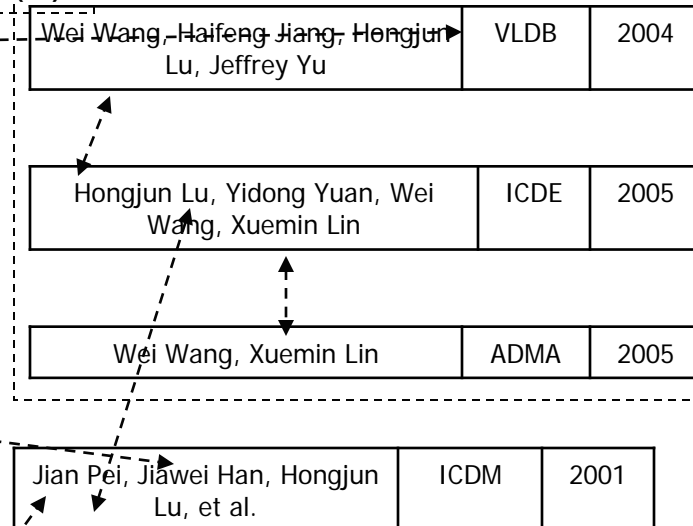 Wei Wang, Haifeng Jiang, Hongjun Lu, Jeffrey Yu VLDB 2004
Hongjun Lu, Yidong Yuan, Wei Wang, Xuemin Lin ICDE 2005
Wei Wang, Xuemin Lin ADMA 2005
Jian Pei, Jiawei Han, Hongjun Lu, et al. ICDM 2001